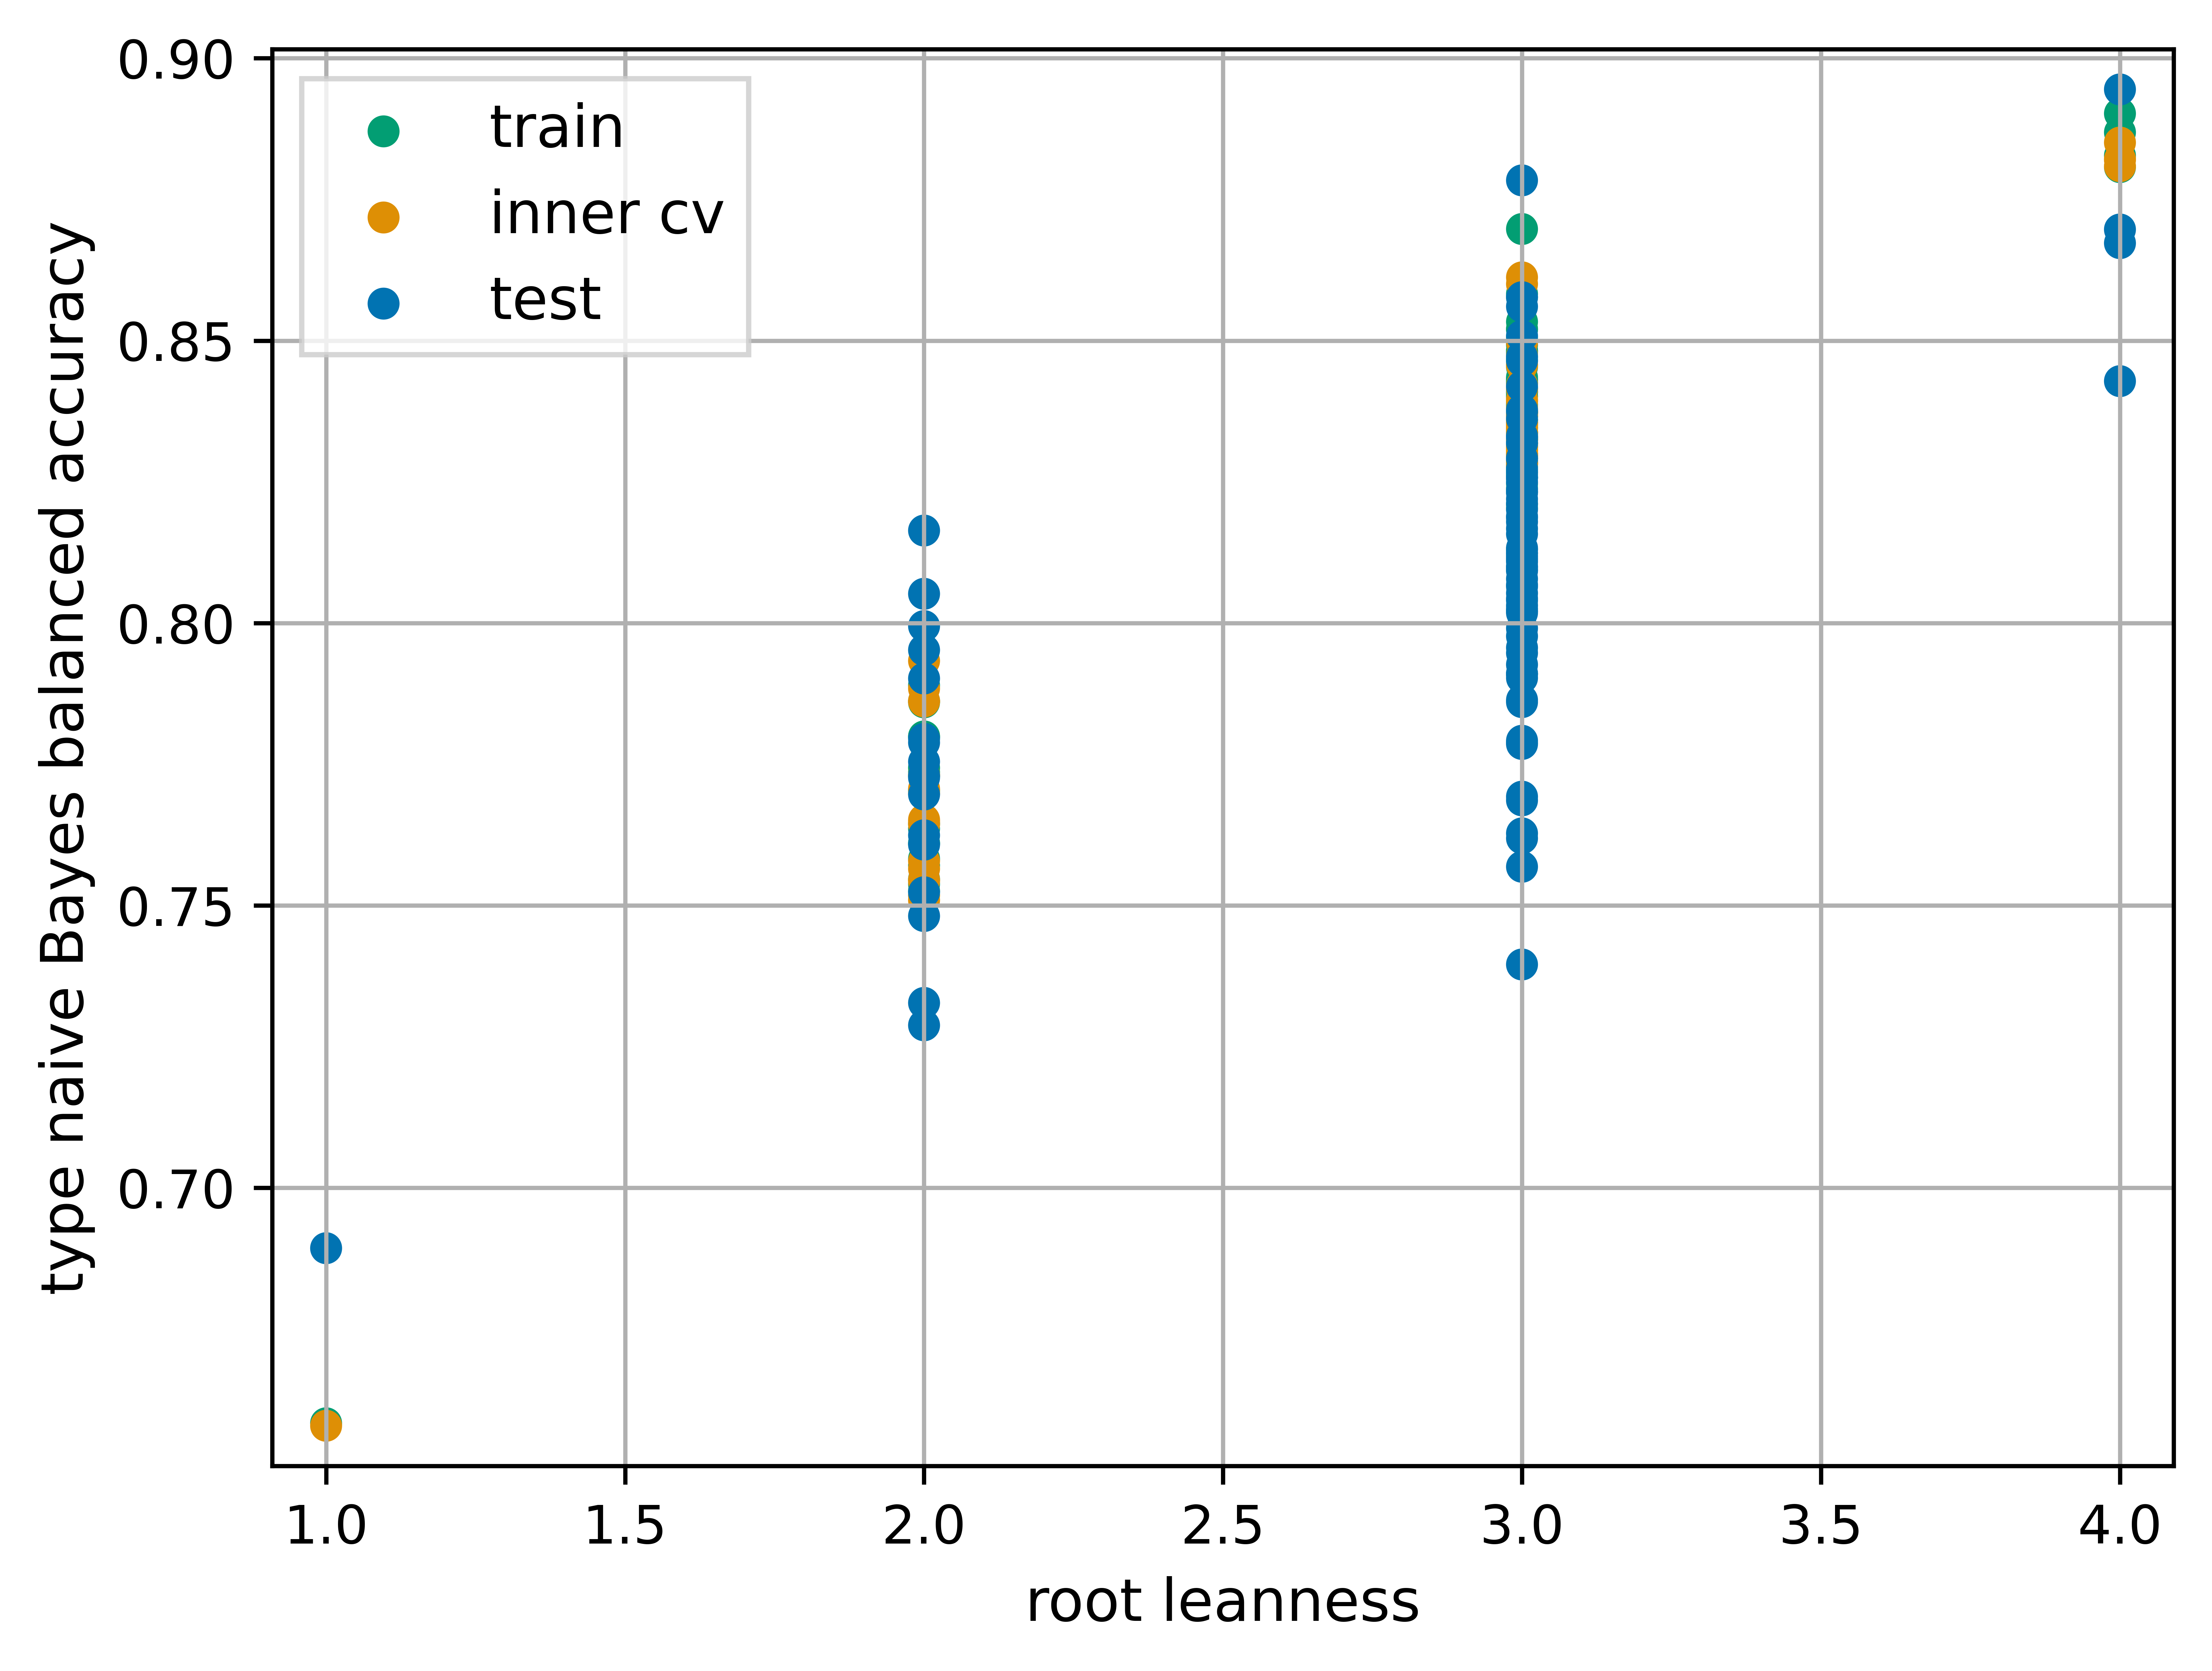 0.90
0.85
0.80
0.75
0.70
type naive Bayes balanced accuracy
train
inner cv
test
1.0 1.5 2.0 2.5 3.0 3.5 4.0
root leanness